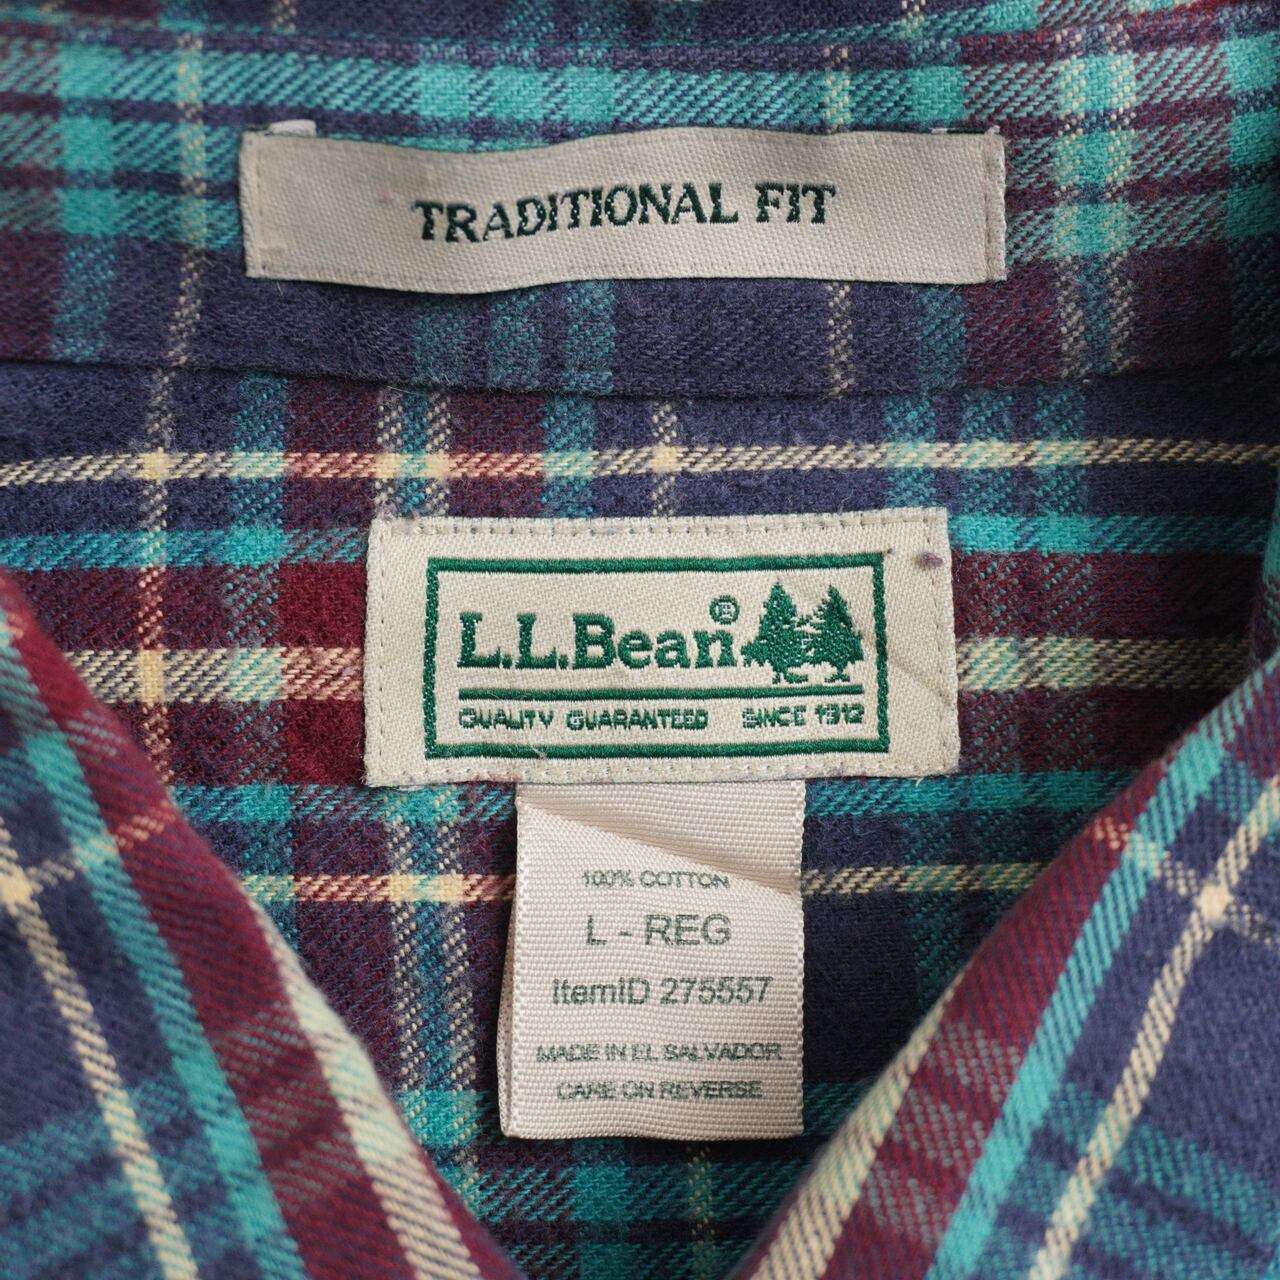 TRADITIONAL FIT
L.L.Bean®
QUALITY GUARANTEED SINCE 1912
100% COTTON
L - REG
ItemID 275557
MADE IN EL SALVADOR
CARE ON REVERSE